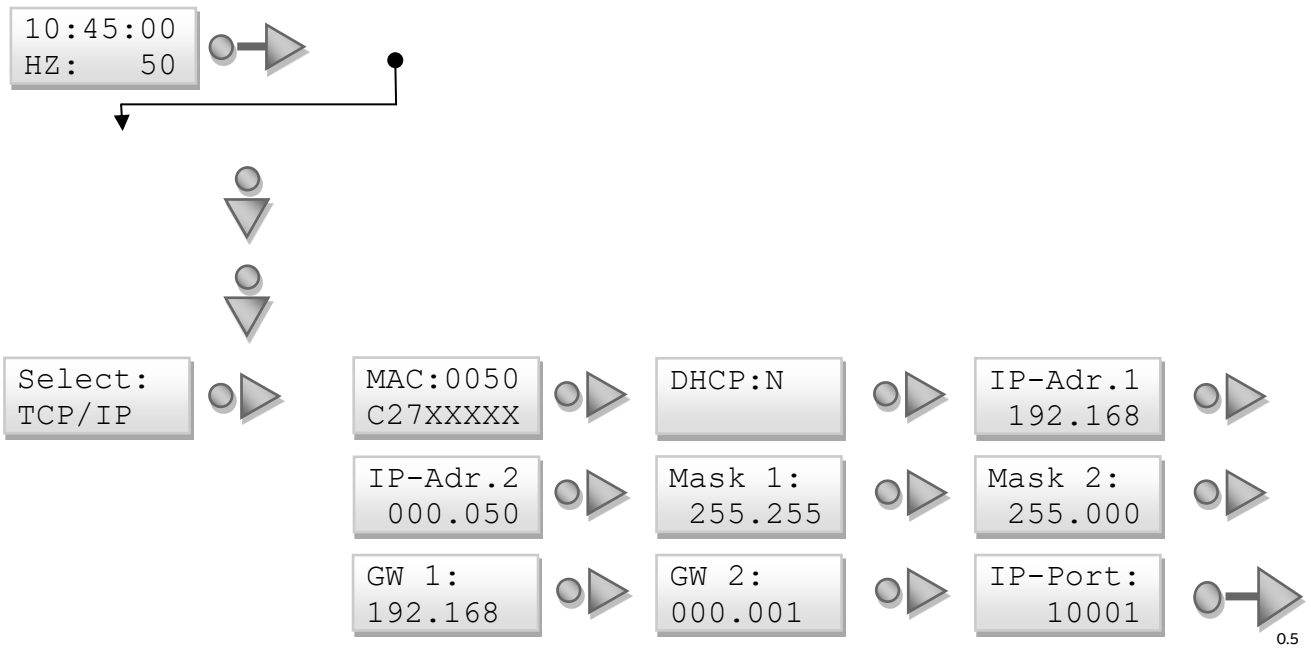 10:45:00
HZ: 50
Select:
TCP/IP
MAC:0050
C27XXXXX
DHCP:N
IP-Adr.1
192.168
IP-Adr.2
000.050
Mask 1:
255.255
Mask 2:
255.000
GW 1:
192.168
GW 2:
000.001
IP-Port:
10001
0.5